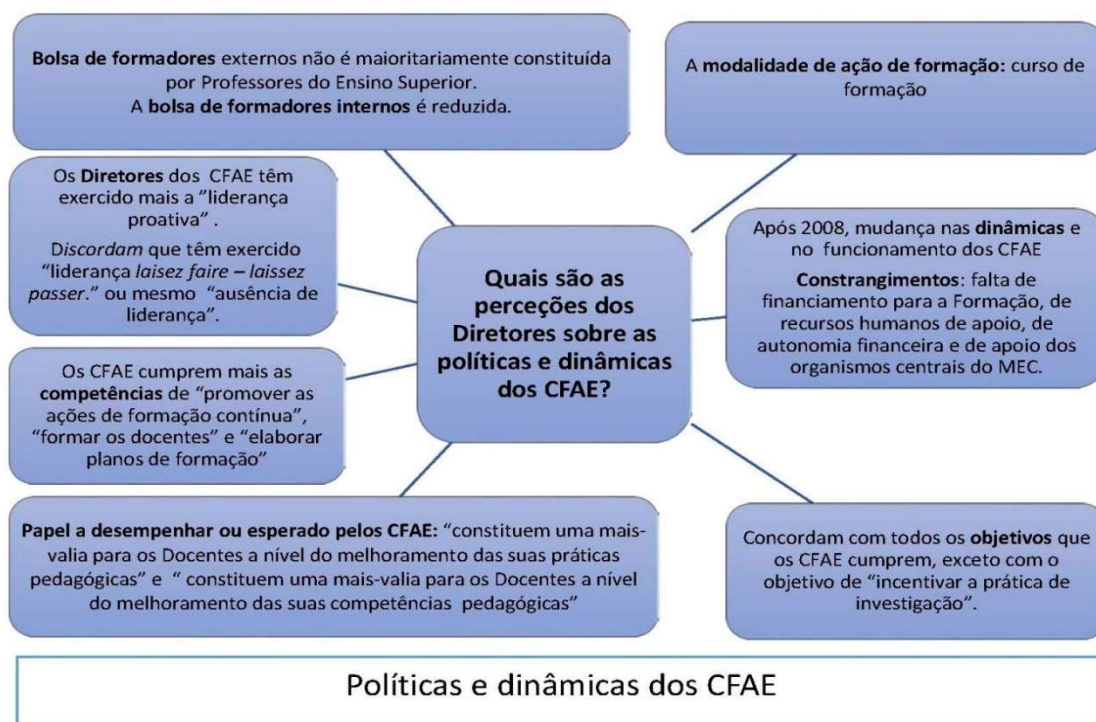 Bolsa de formadores externos não é maioritariamente constituída
por Professores do Ensino Superior.
A bolsa de formadores internos é reduzida.
A modalidade de ação de formação: curso de
formação
Os Diretores dos CFAE têm
exercido mais a ”liderança
proativa” .
Discordam que têm exercido
“liderança laisez faire – laissez
passer.” ou mesmo “ausência de
liderança”.
Quais são as
perceções dos
Diretores sobre as
políticas e dinâmicas
dos CFAE?
Após 2008, mudança nas dinâmicas e
no funcionamento dos CFAE
Constrangimentos: falta de
financiamento para a Formação, de
recursos humanos de apoio, de
autonomia financeira e de apoio dos
organismos centrais do MEC.
Os CFAE cumprem mais as
competências de “promover as
ações de formação contínua”,
“formar os docentes” e “elaborar
planos de formação”
Papel a desempenhar ou esperado pelos CFAE: “constituem uma mais-
valia para os Docentes a nível do melhoramento das suas práticas
pedagógicas” e “ constituem uma mais-valia para os Docentes a nível
do melhoramento das suas competências pedagógicas”
Concordam com todos os objetivos que
os CFAE cumprem, exceto com o
objetivo de “incentivar a prática de
investigação”.
Políticas e dinâmicas dos CFAE